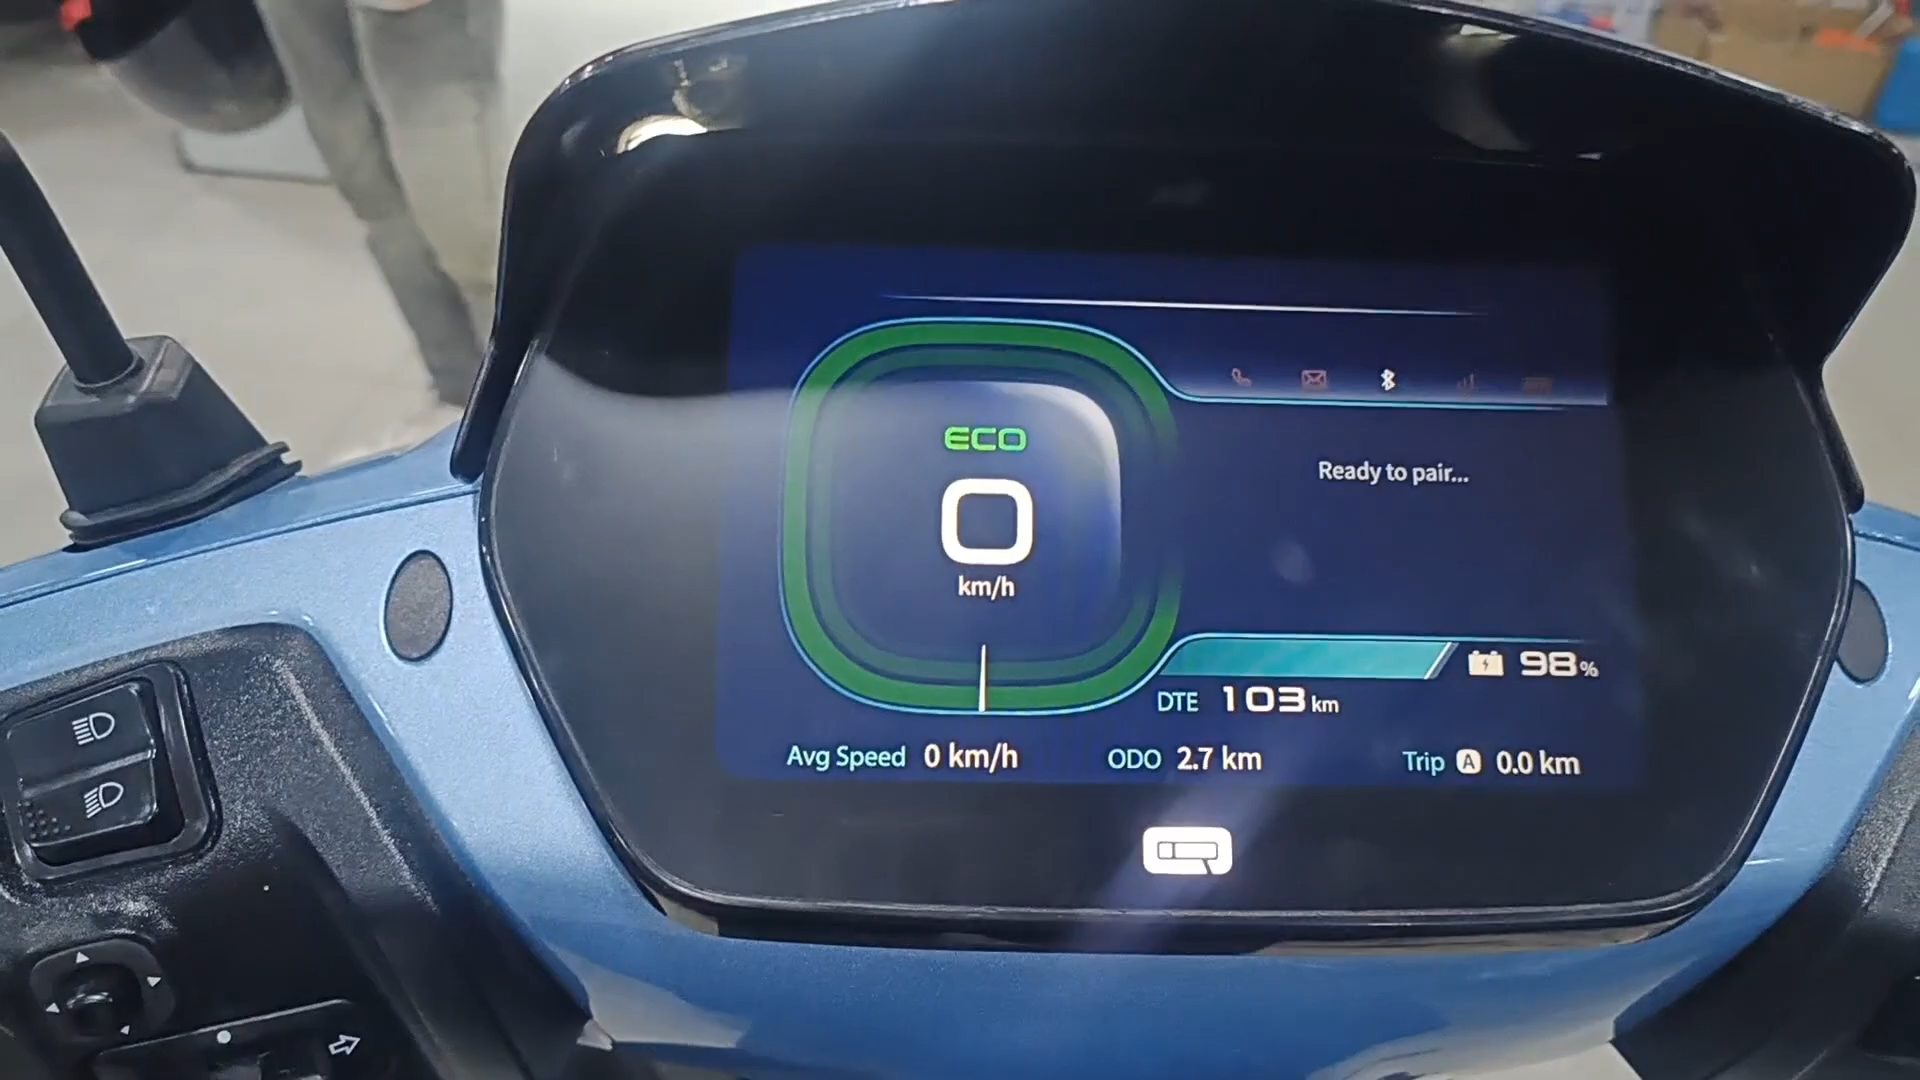 ECO
0
km/h
Ready to pair...
98%
DTE 103 km
Avg Speed 0 km/h
ODO 2.7 km
Trip A 0.0 km